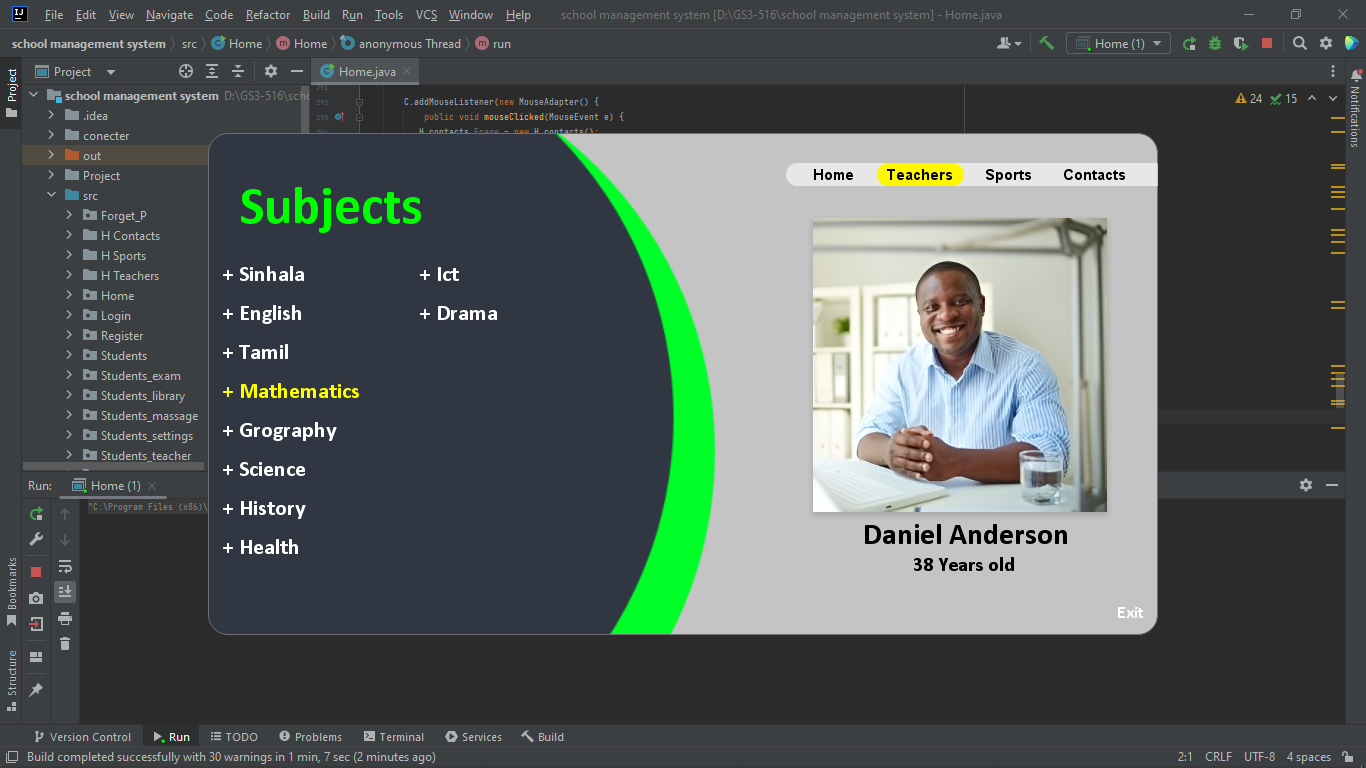 File Edit View Navigate Code Refactor Build Run Tools VCS Window Help school management system [D:\GS3-516\school management system] - Home.java
school management system src Home Home anonymous Thread run Home (1)
Project Home.java
school management system D:\GS3-516\scho
.idea
conecter
out
Project
src
Forget_P
H Contacts
H Sports
H Teachers
Home
Login
Register
Students
Students_exam
Students_library
Students_massage
Students_settings
Students_teacher
291
292 C.addMouseListener(new MouseAdapter() {
293 public void mouseClicked(MouseEvent e) {
H_contacts Frame = new H_contacts();
24 15
Project
Notifications
Subjects
+ Sinhala
+ English
+ Tamil
+ Mathematics
+ Grography
+ Science
+ History
+ Health
+ Ict
+ Drama
Home Teachers Sports Contacts
Daniel Anderson
38 Years old
Exit
Run: Home (1)
"C:\Program Files (x86)\
Bookmarks
Structure
Version Control Run TODO Problems Terminal Services Build
Build completed successfully with 30 warnings in 1 min, 7 sec (2 minutes ago) 2:1 CRLF UTF-8 4 spaces